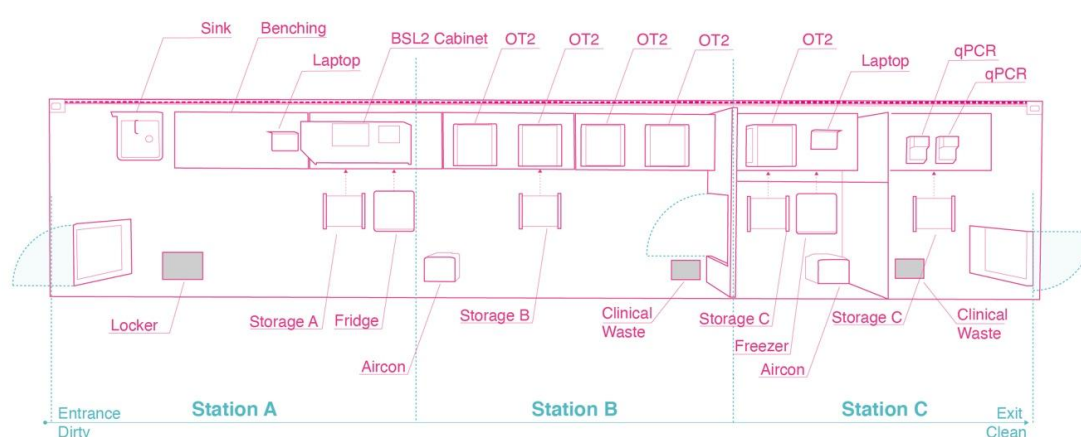 Sink
Benching
BSL2 Cabinet
OT2
OT2
OT2
OT2
OT2
qPCR
Laptop
Laptop
qPCR
Locker
Storage A
Fridge
Storage B
Clinical
Waste
Storage C
Storage C
Clinical
Waste
Freezer
Aircon
Aircon
Entrance
Dirty
Station A
Station B
Station C
Exit
Clean